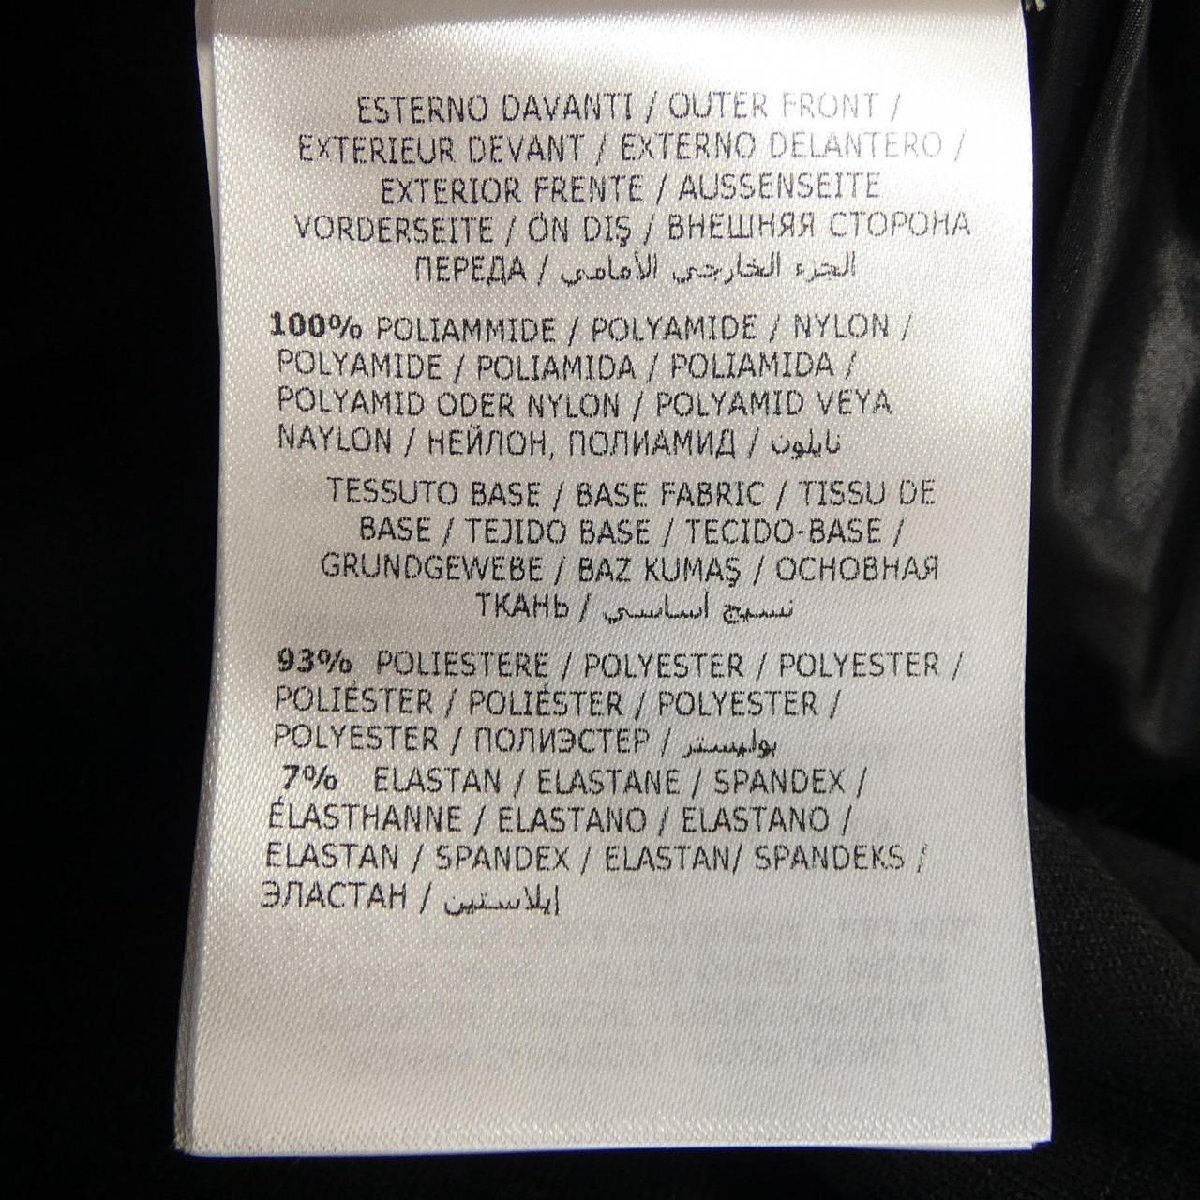 ESTERNO DAVANTI / OUTER FRONT /
EXTERIEUR DEVANT / EXTERNO DELANTERO /
EXTERIOR FRENTE / AUSSENSEITE
VORDERSEITE / ÖN DIŞ / ВНЕШНЯЯ СТОРОНА
ПЕРЕДА / الجزء الخارجي الأمامي
100% POLIAMMIDE / POLYAMIDE / NYLON /
POLYAMIDE / POLIAMIDA / POLIAMIDA /
POLYAMID ODER NYLON / POLYAMID VEYA
NAYLON / НЕЙЛОН, ПОЛИАМИД / نايلون
TESSUTO BASE / BASE FABRIC / TISSU DE
BASE / TEJIDO BASE / TECIDO-BASE /
GRUNDGEWEBE / BAZ KUMAŞ / ОСНОВНАЯ
ТКАНЬ / نسيج أساسي
93% POLIESTERE / POLYESTER / POLYESTER /
POLIÉSTER / POLIÉSTER / POLYESTER /
POLYESTER / ПОЛИЭСТЕР / بوليستر
7% ELASTAN / ELASTANE / SPANDEX /
ÉLASTHANNE / ELASTANO / ELASTANO /
ELASTAN / SPANDEX / ELASTAN/ SPANDEKS /
ЭЛАСТАН / إيلاستين